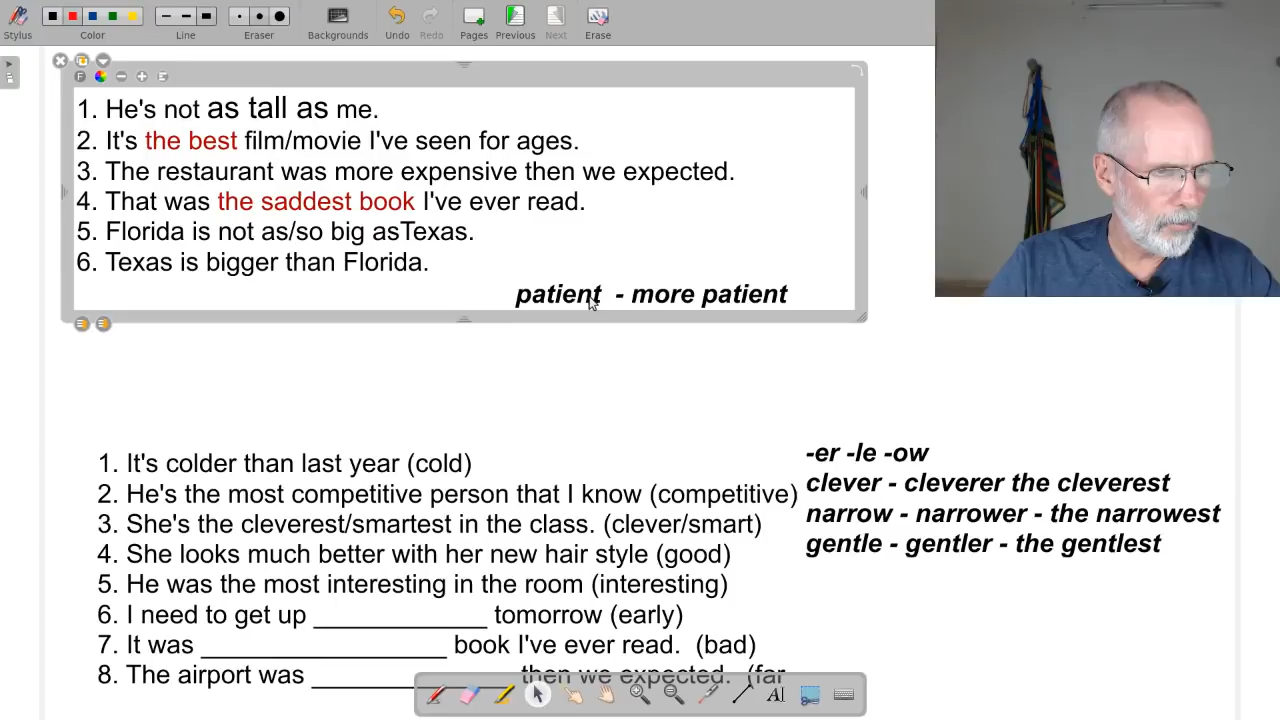 Stylus Color Line Eraser Backgrounds Undo Redo Pages Previous Next Erase
1. He's not as tall as me.
2. It's the best film/movie I've seen for ages.
3. The restaurant was more expensive then we expected.
4. That was the saddest book I've ever read.
5. Florida is not as/so big asTexas.
6. Texas is bigger than Florida.
patient - more patient
1. It's colder than last year (cold)
2. He's the most competitive person that I know (competitive)
3. She's the cleverest/smartest in the class. (clever/smart)
4. She looks much better with her new hair style (good)
5. He was the most interesting in the room (interesting)
6. I need to get up ____________ tomorrow (early)
7. It was _________________ book I've ever read. (bad)
8. The airport was ______________ then we expected. (far
-er -le -ow
clever - cleverer the cleverest
narrow - narrower - the narrowest
gentle - gentler - the gentlest